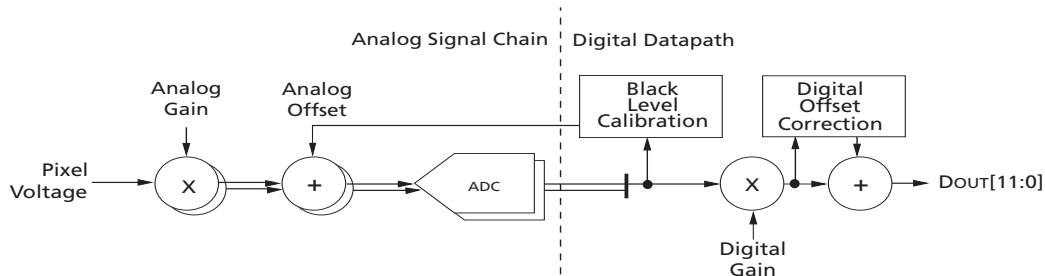 Analog Signal Chain
Digital Datapath
Analog
Gain
Analog
Offset
Black
Level
Calibration
Digital
Offset
Correction
Pixel
Voltage
X
+
ADC
X
+
DOUT[11:0]
Digital
Gain